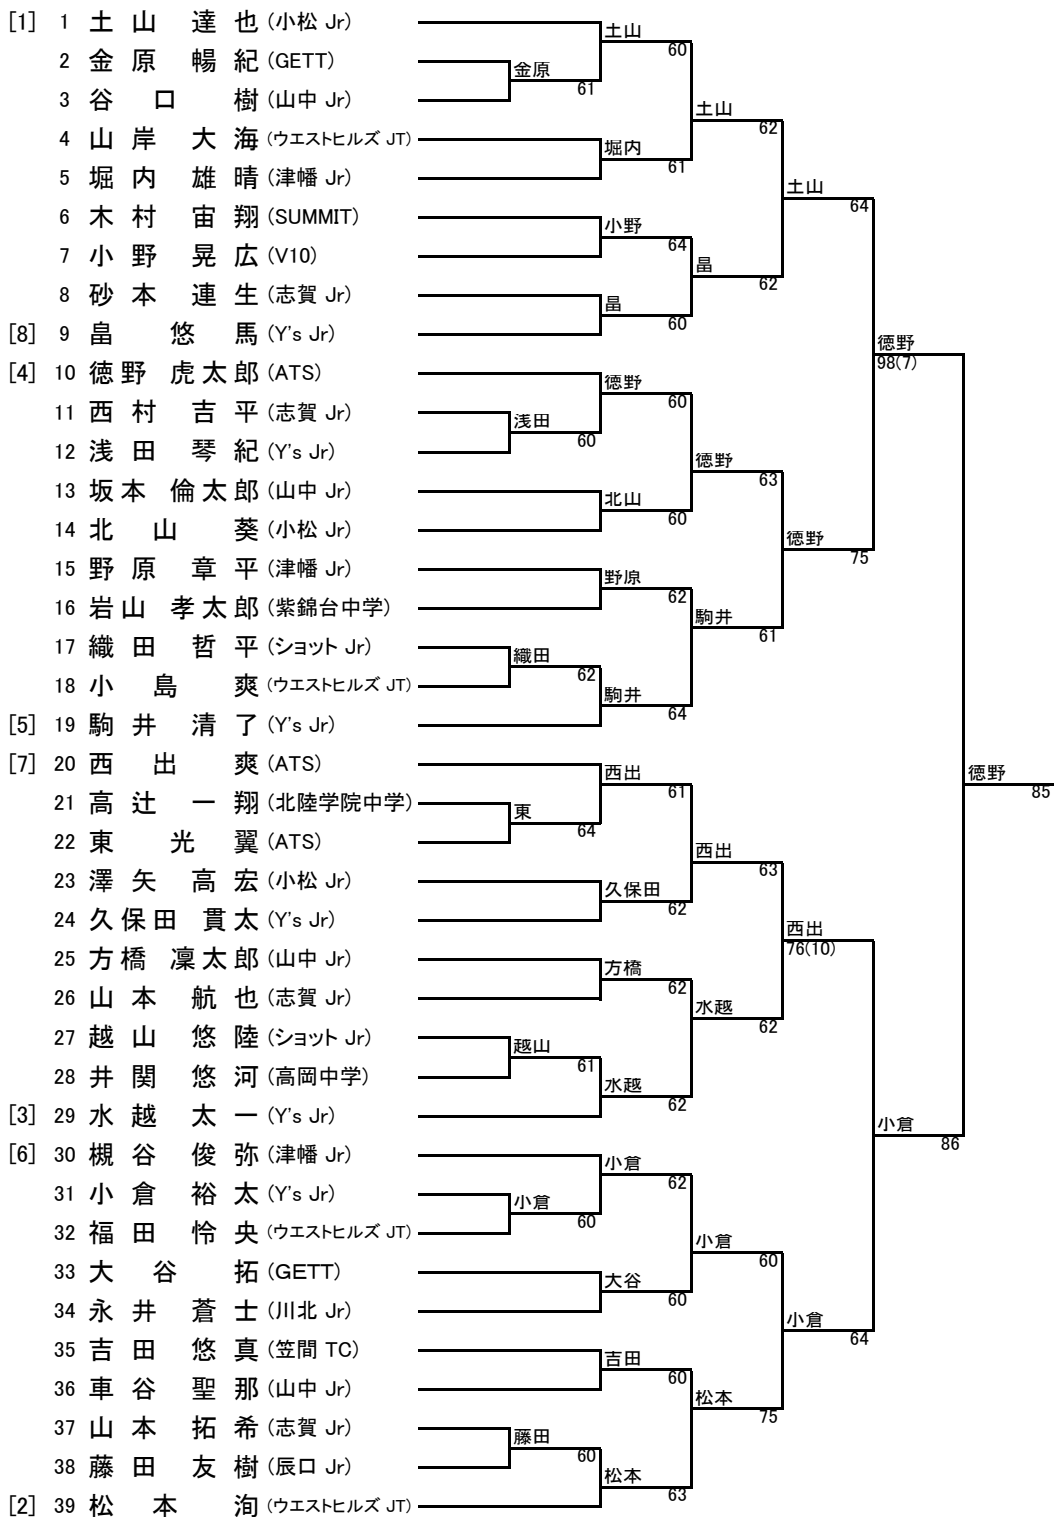 [1] 1 土山 達也 (小松 Jr)
土山
60
2 金原 暢紀 (GETT)
金原
61
3 谷口 樹 (山中 Jr)
土山
62
4 山岸 大海 (ウエストヒルズ JT)
堀内
61
5 堀内 雄晴 (津幡 Jr)
土山
64
6 木村 宙翔 (SUMMIT)
小野
64
7 小野 晃広 (V10)
畠
62
8 砂本 連生 (志賀 Jr)
畠
60
[8] 9 畠 悠馬 (Y's Jr)
徳野
98(7)
[4] 10 徳野 虎太郎 (ATS)
徳野
60
11 西村 吉平 (志賀 Jr)
浅田
60
12 浅田 琴紀 (Y's Jr)
徳野
63
13 坂本 倫太郎 (山中 Jr)
北山
60
14 北山 葵 (小松 Jr)
徳野
75
15 野原 章平 (津幡 Jr)
野原
62
16 岩山 孝太郎 (紫錦台中学)
駒井
61
17 織田 哲平 (ショット Jr)
織田
62
18 小島 爽 (ウエストヒルズ JT)
駒井
64
[5] 19 駒井 清了 (Y's Jr)
[7] 20 西出 爽 (ATS)
西出
61
徳野
85
21 高辻 一翔 (北陸学院中学)
東
64
22 東 光翼 (ATS)
西出
63
23 澤矢 高宏 (小松 Jr)
久保田
62
24 久保田 貫太 (Y's Jr)
西出
76(10)
25 方橋 凜太郎 (山中 Jr)
方橋
62
26 山本 航也 (志賀 Jr)
水越
62
27 越山 悠陸 (ショット Jr)
越山
61
28 井関 悠河 (高岡中学)
水越
62
[3] 29 水越 太一 (Y's Jr)
小倉
86
[6] 30 槻谷 俊弥 (津幡 Jr)
小倉
62
31 小倉 裕太 (Y's Jr)
小倉
60
32 福田 怜央 (ウエストヒルズ JT)
小倉
60
33 大谷 拓 (GETT)
大谷
60
34 永井 蒼士 (川北 Jr)
小倉
64
35 吉田 悠真 (笠間 TC)
吉田
60
36 車谷 聖那 (山中 Jr)
松本
75
37 山本 拓希 (志賀 Jr)
藤田
60
38 藤田 友樹 (辰口 Jr)
松本
63
[2] 39 松本 洵 (ウエストヒルズ JT)